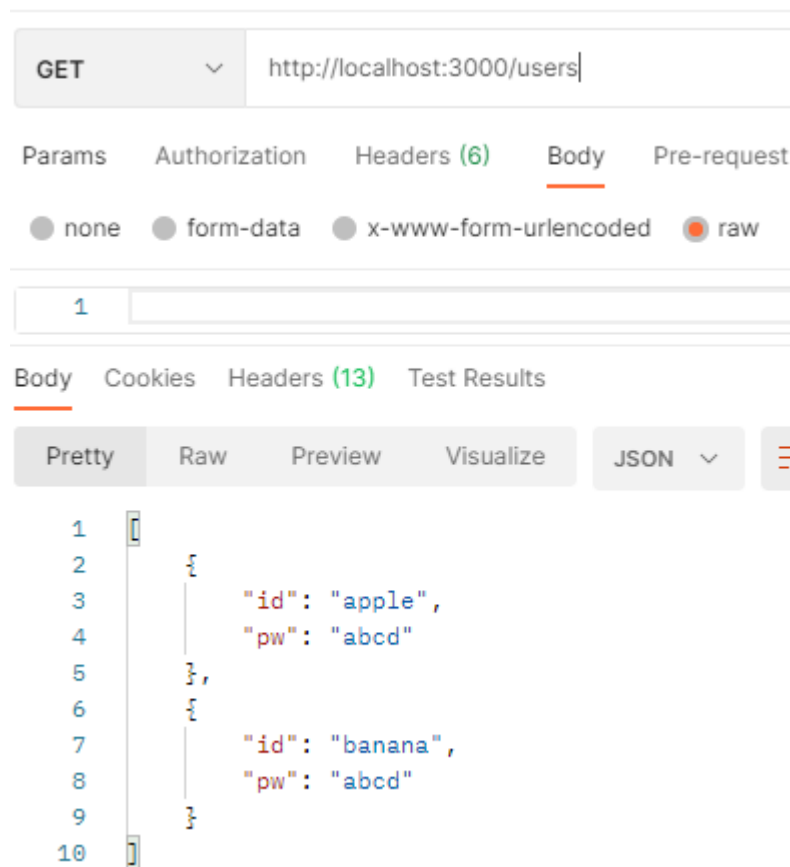 GET http://localhost:3000/users
Params Authorization Headers (6) Body Pre-request
none form-data x-www-form-urlencoded raw
1
Body Cookies Headers (13) Test Results
Pretty Raw Preview Visualize JSON
1 [
2 {
3 "id": "apple",
4 "pw": "abcd"
5 },
6 {
7 "id": "banana",
8 "pw": "abcd"
9 }
10 ]